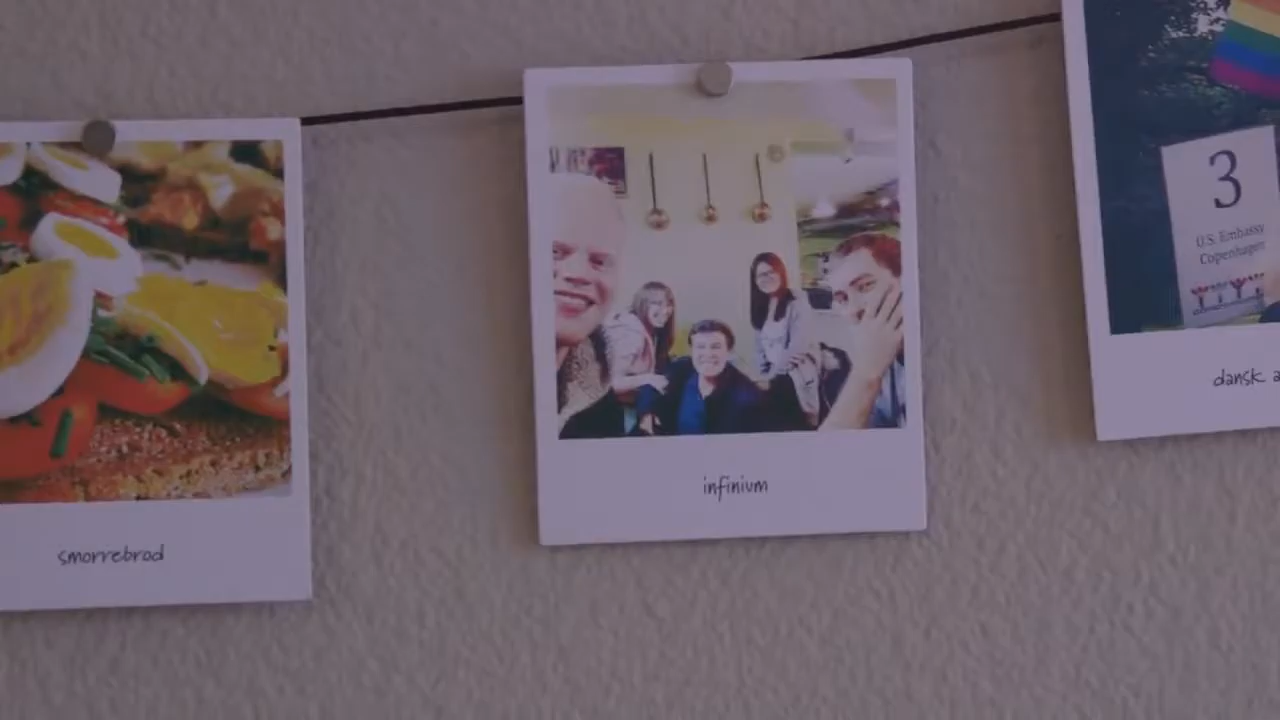 smorrebrod
infinium
3
U.S. Embassy
Copenhagen
dansk a